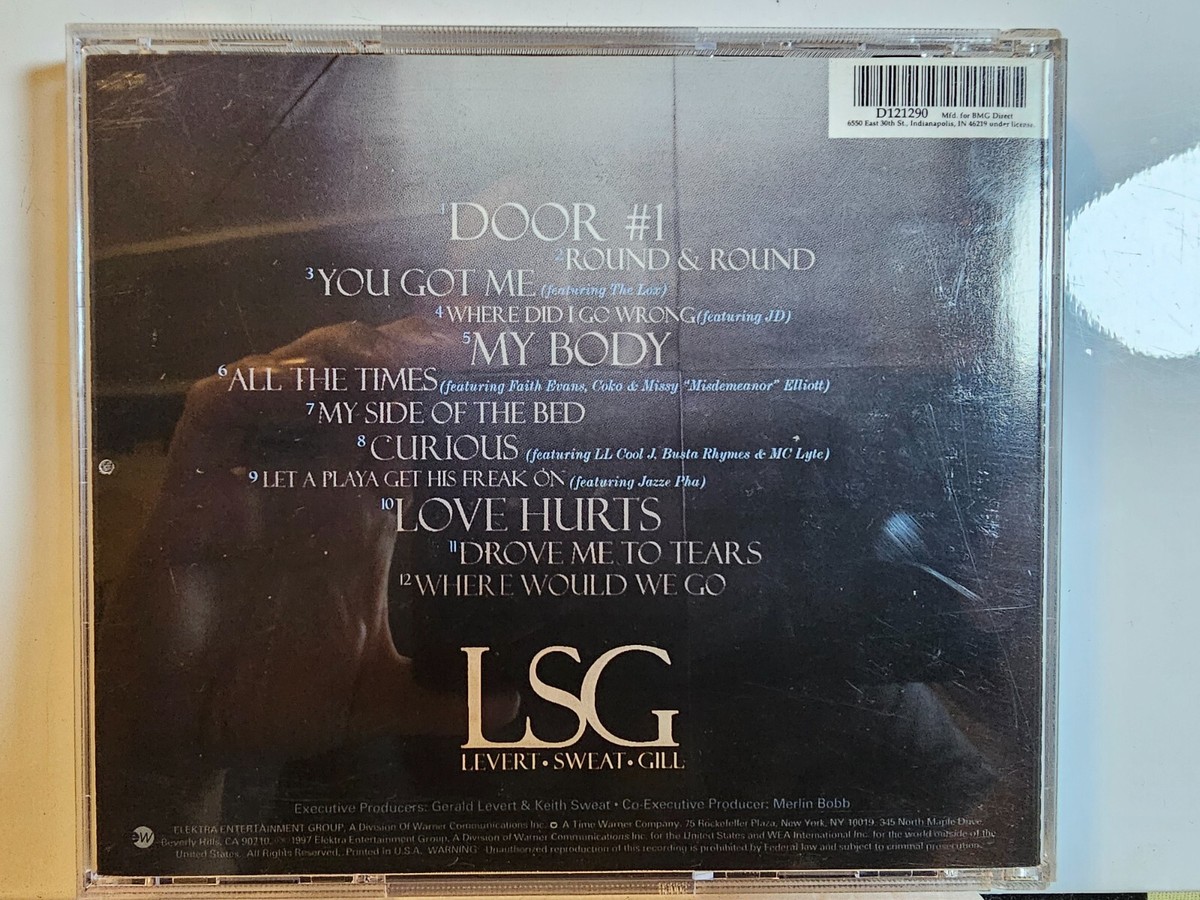 D121290 Mfd. for BMG Direct
6550 East 30th St., Indianapolis, IN 46219 under license.
1 DOOR #1
2 ROUND & ROUND
3 YOU GOT ME (featuring The Lox)
4 WHERE DID I GO WRONG (featuring JD)
5 MY BODY
6 ALL THE TIMES (featuring Faith Evans, Coko & Missy "Misdemeanor" Elliott)
7 MY SIDE OF THE BED
8 CURIOUS (featuring LL Cool J, Busta Rhymes & MC Lyte)
9 LET A PLAYA GET HIS FREAK ON (featuring Jazze Pha)
10 LOVE HURTS
11 DROVE ME TO TEARS
12 WHERE WOULD WE GO
LSG
LEVERT • SWEAT • GILL
Executive Producers: Gerald Levert & Keith Sweat • Co-Executive Producer: Merlin Bobb
ELEKTRA ENTERTAINMENT GROUP, A Division Of Warner Communications Inc. A Time Warner Company. 75 Rockefeller Plaza, New York, NY 10019. 345 North Maple Drive,
Beverly Hills, CA 90210. 1997 Elektra Entertainment Group, A Division of Warner Communications Inc. for the United States and WEA International Inc. for the world outside of the
United States. All Rights Reserved. Printed in U.S.A. WARNING: Unauthorized reproduction of this recording is prohibited by Federal law and subject to criminal prosecution.